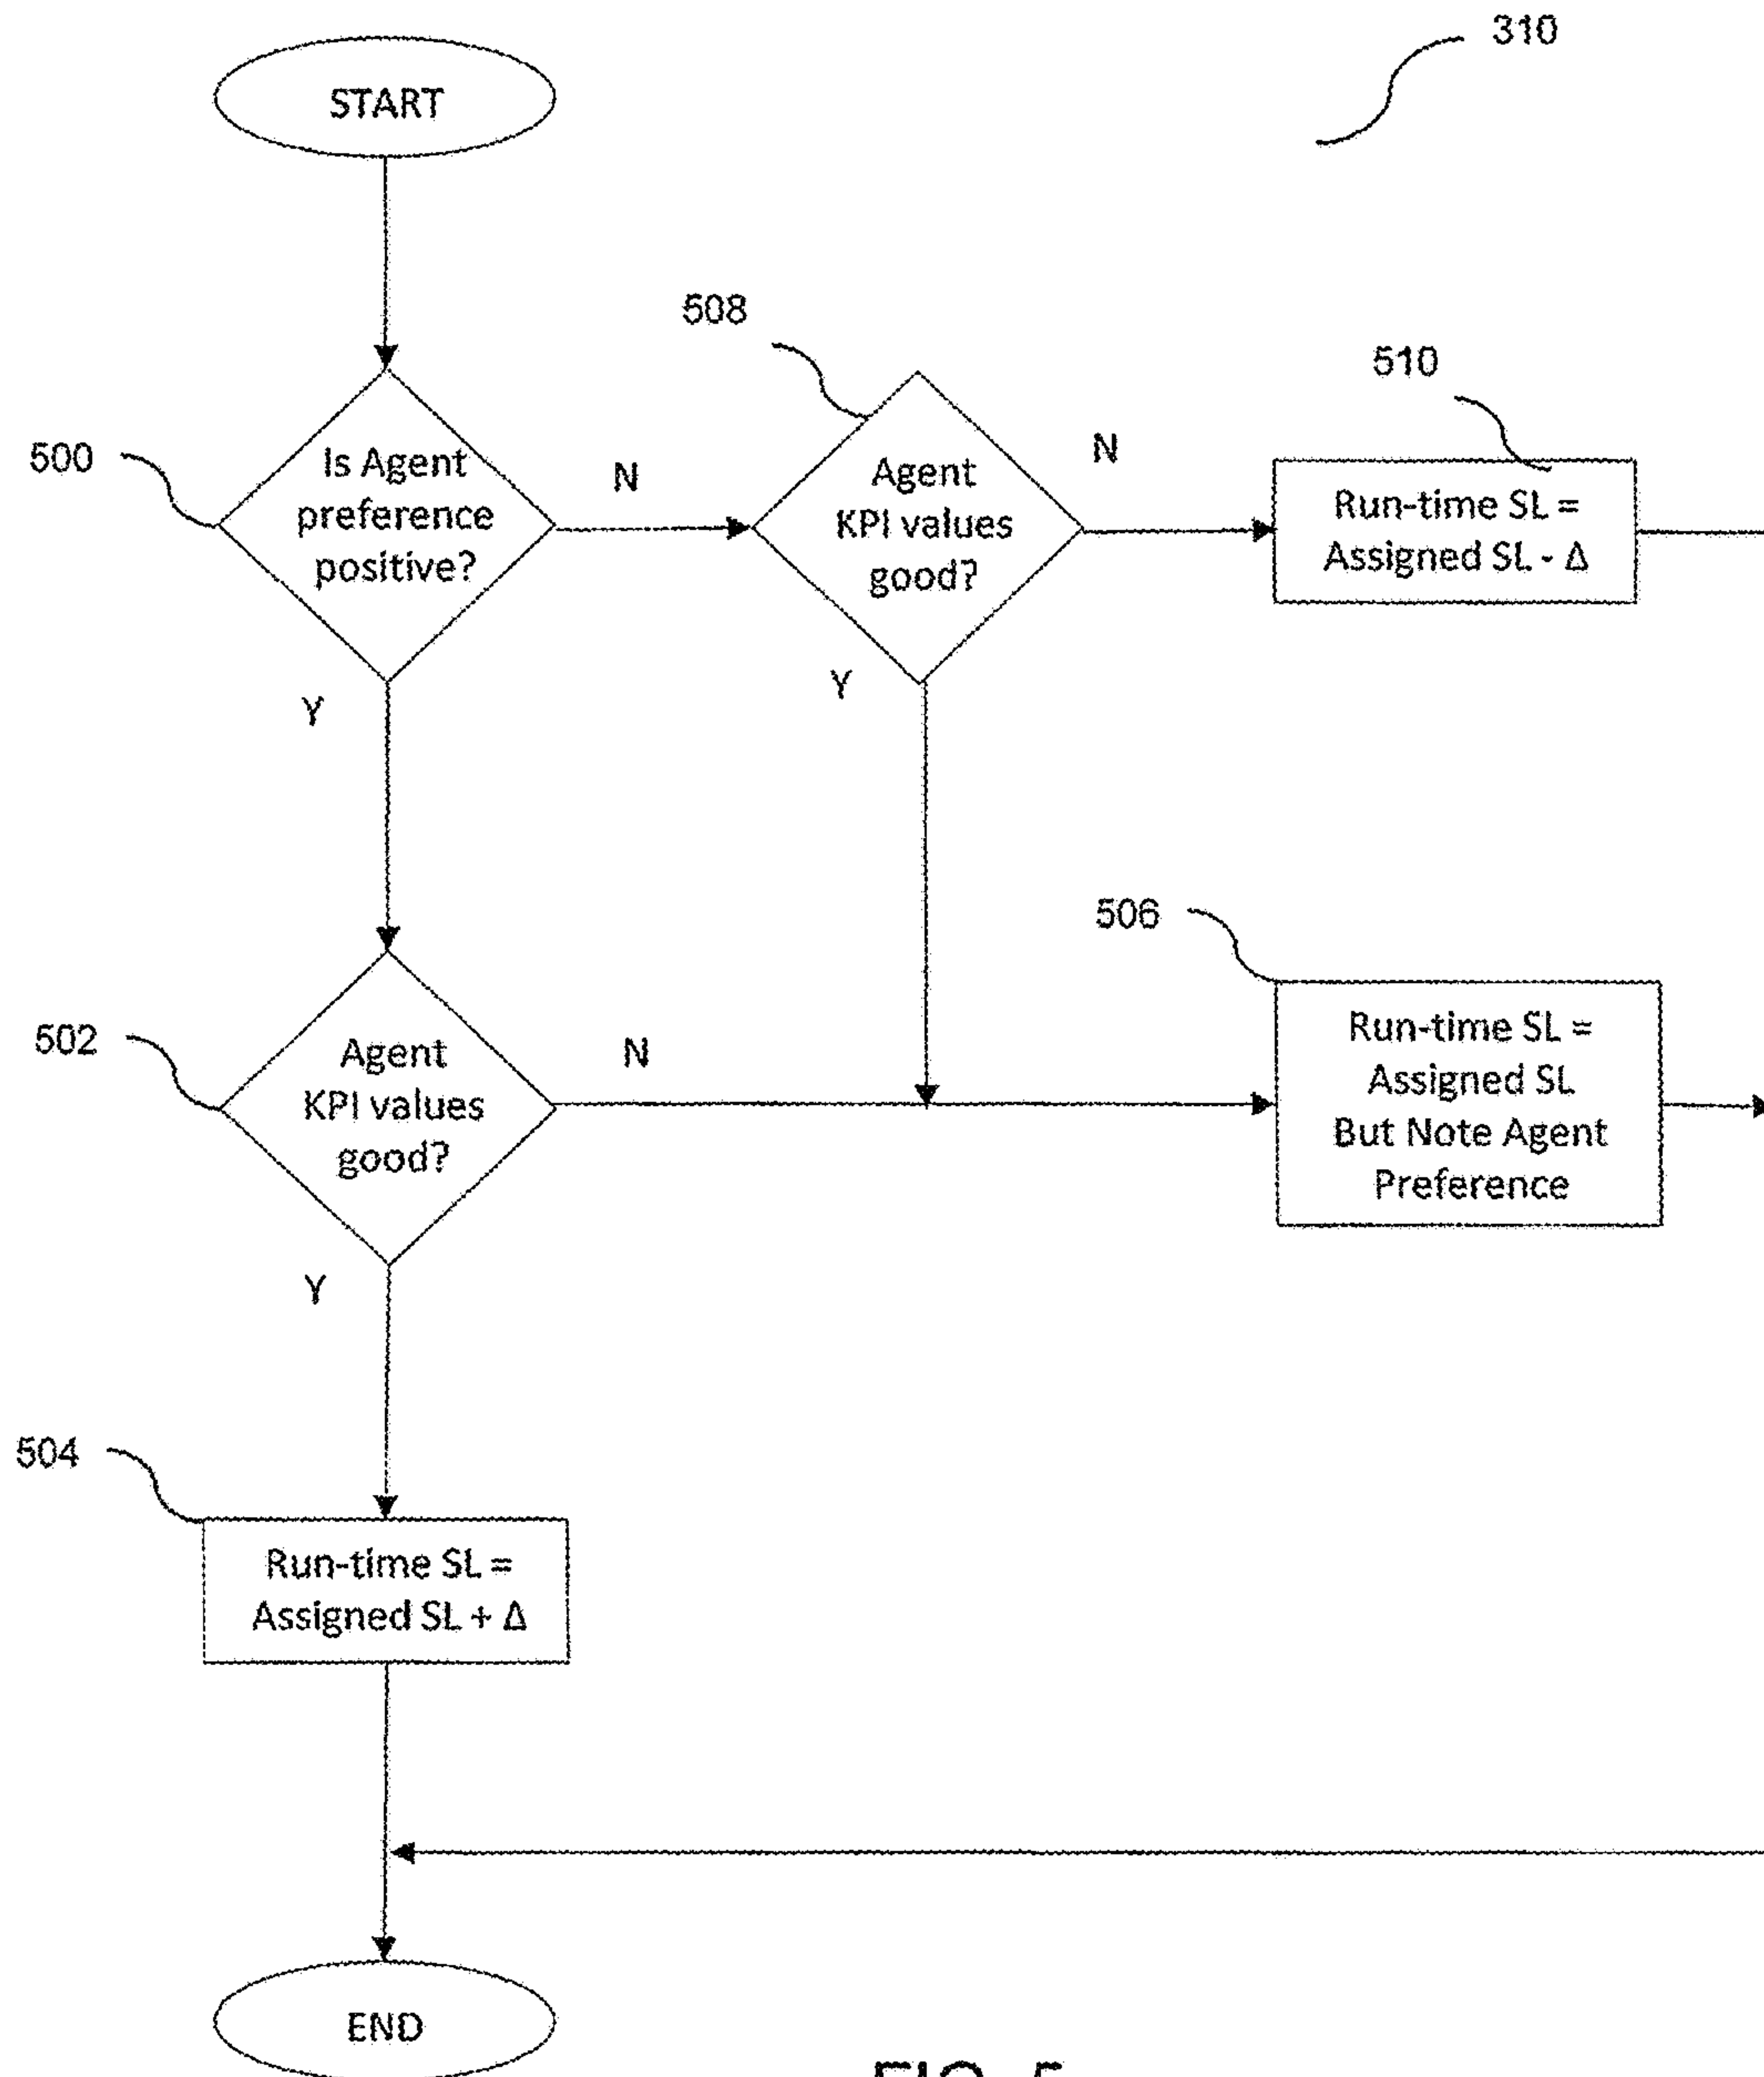 310
START
508
510
500
Is Agent
preference
positive?
N
Agent
KPI values
good?
N
Run-time SL =
Assigned SL - Δ
Y
Y
506
502
Agent
KPI values
good?
N
Run-time SL =
Assigned SL
But Note Agent
Preference
Y
504
Run-time SL =
Assigned SL + Δ
END
FIG. 5